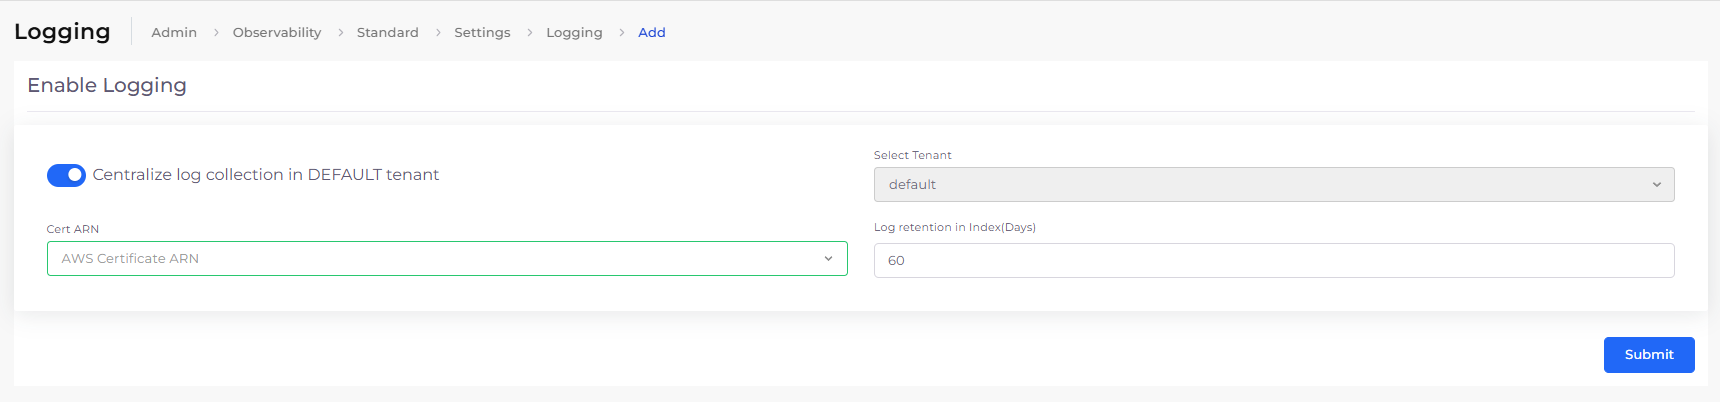 Logging
Admin > Observability > Standard > Settings > Logging > Add
Enable Logging
Centralize log collection in DEFAULT tenant
Select Tenant
default
Cert ARN
AWS Certificate ARN
Log retention in Index(Days)
60
Submit